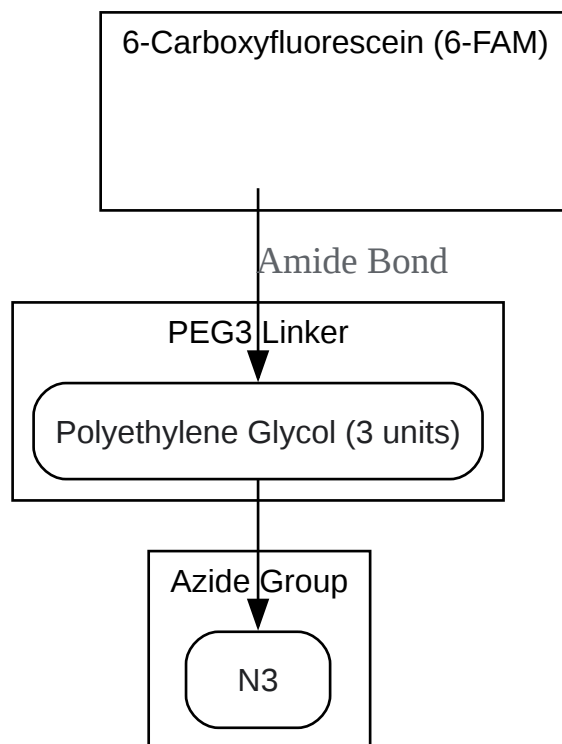 6-Carboxyfluorescein (6-FAM)
Amide Bond
PEG3 Linker
Polyethylene Glycol (3 units)
Azide Group
N3